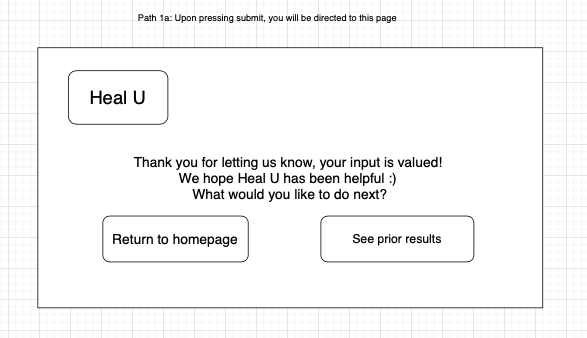 Path 1a: Upon pressing submit, you will be directed to this page
Heal U
Thank you for letting us know, your input is valued!
We hope Heal U has been helpful :)
What would you like to do next?
Return to homepage
See prior results